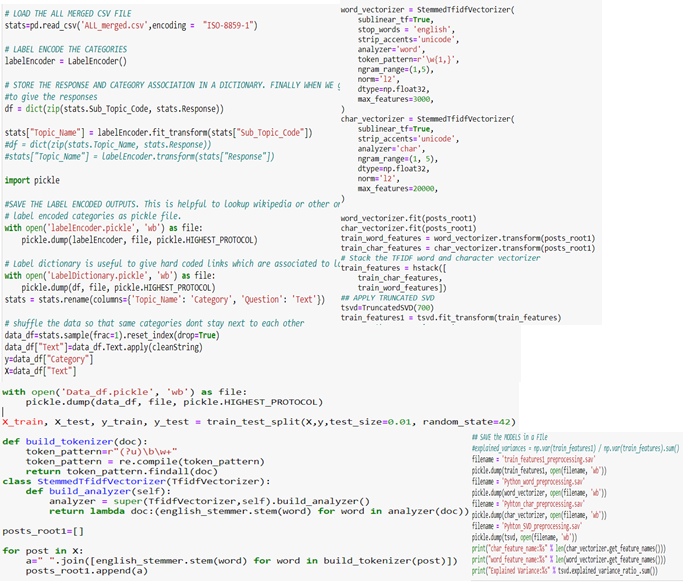 # LOAD THE ALL MERGED CSV FILE
stats=pd.read_csv('ALL_merged.csv',encoding = "ISO-8859-1")
# LABEL ENCODE THE CATEGORIES
labelEncoder = LabelEncoder()
# STORE THE RESPONSE AND CATEGORY ASSOCIATION IN A DICTIONARY. FINALLY WHEN WE
#to give the responses
df = dict(zip(stats.Sub_Topic_Code, stats.Response))
stats["Topic_Name"] = labelEncoder.fit_transform(stats["Sub_Topic_Code"])
#df = dict(zip(stats.Topic_Name, stats.Response))
#stats["Topic_Name"] = labelEncoder.transform(stats["Response"])
import pickle
#SAVE THE LABEL ENCODED OUTPUTS. This is helpful to lookup wikipedia or other
# label encoded categories as pickle file.
with open('labelEncoder.pickle', 'wb') as file:
    pickle.dump(labelEncoder, file, pickle.HIGHEST_PROTOCOL)
# Label dictionary is useful to give hard coded links which are associated to
with open('LabelDictionary.pickle', 'wb') as file:
    pickle.dump(df, file, pickle.HIGHEST_PROTOCOL)
stats = stats.rename(columns={'Topic_Name': 'Category', 'Question': 'Text'})
# shuffle the data so that same categories dont stay next to each other
data_df=stats.sample(frac=1).reset_index(drop=True)
data_df["Text"]=data_df.Text.apply(cleanString)
y=data_df["Category"]
X=data_df["Text"]
with open('Data_df.pickle', 'wb') as file:
    pickle.dump(data_df, file, pickle.HIGHEST_PROTOCOL)
X_train, X_test, y_train, y_test = train_test_split(X,y,test_size=0.01, random_state=42)
def build_tokenizer(doc):
    token_pattern=r"(?u)\b\w+"
    token_pattern = re.compile(token_pattern)
    return token_pattern.findall(doc)
class StemmedTfidfVectorizer(TfidfVectorizer):
    def build_analyzer(self):
        analyzer = super(TfidfVectorizer,self).build_analyzer()
        return lambda doc:(english_stemmer.stem(word) for word in analyzer(doc))
posts_root1=[]
for post in X:
    a=" ".join([english_stemmer.stem(word) for word in build_tokenizer(post)])
    posts_root1.append(a)
word_vectorizer = StemmedTfidfVectorizer(
    sublinear_tf=True,
    stop_words = 'english',
    strip_accents='unicode',
    analyzer='word',
    token_pattern=r'\w{1,}',
    ngram_range=(1,5),
    norm='l2',
    dtype=np.float32,
    max_features=3000,
)
char_vectorizer = StemmedTfidfVectorizer(
    sublinear_tf=True,
    strip_accents='unicode',
    analyzer='char',
    ngram_range=(1, 5),
    dtype=np.float32,
    norm='l2',
    max_features=20000,
)
word_vectorizer.fit(posts_root1)
char_vectorizer.fit(posts_root1)
train_word_features = word_vectorizer.transform(posts_root1)
train_char_features = char_vectorizer.transform(posts_root1)
# Stack the TFIDF word and character vectorizer
train_features = hstack([
    train_char_features,
    train_word_features])
## APPLY TRUNCATED SVD
tsvd=TruncatedSVD(700)
train_features1 = tsvd.fit_transform(train_features)
## SAVE the MODELS in a File
#explained_variances = np.var(train_features1) / np.var(train_features).sum()
filename = 'train_features1_preprocessing.sav'
pickle.dump(train_features1, open(filename, 'wb'))
filename = 'Python_word_preprocessing.sav'
pickle.dump(word_vectorizer, open(filename, 'wb'))
filename = 'Pyhton_char_preprocessing.sav'
pickle.dump(char_vectorizer, open(filename, 'wb'))
filename = 'Pyhton_SVD_preprocessing.sav'
pickle.dump(tsvd, open(filename, 'wb'))
print("char_feature_name:%s" % len(char_vectorizer.get_feature_names()))
print("word_feature_name:%s" % len(word_vectorizer.get_feature_names()))
print("Explained Variance:%s" % tsvd.explained_variance_ratio_.sum())